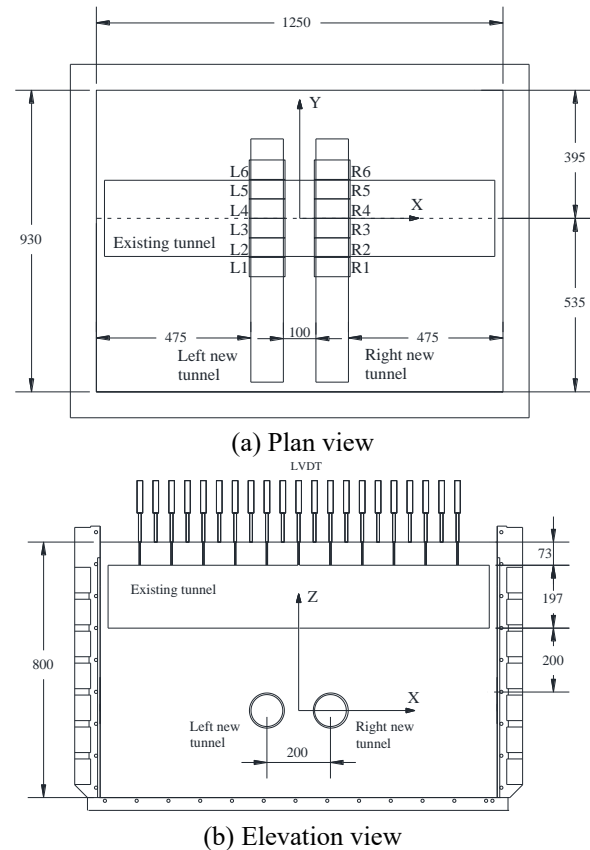 1250
Y
395
L6 R6
L5 R5
L4 R4 X
930
L3 R3
Existing tunnel L2 R2
L1 R1
535
475 100 475
Left new Right new
tunnel tunnel
(a) Plan view
LVDT
73
Existing tunnel
Z
197
800
200
X
Left new Right new
tunnel tunnel
200
(b) Elevation view